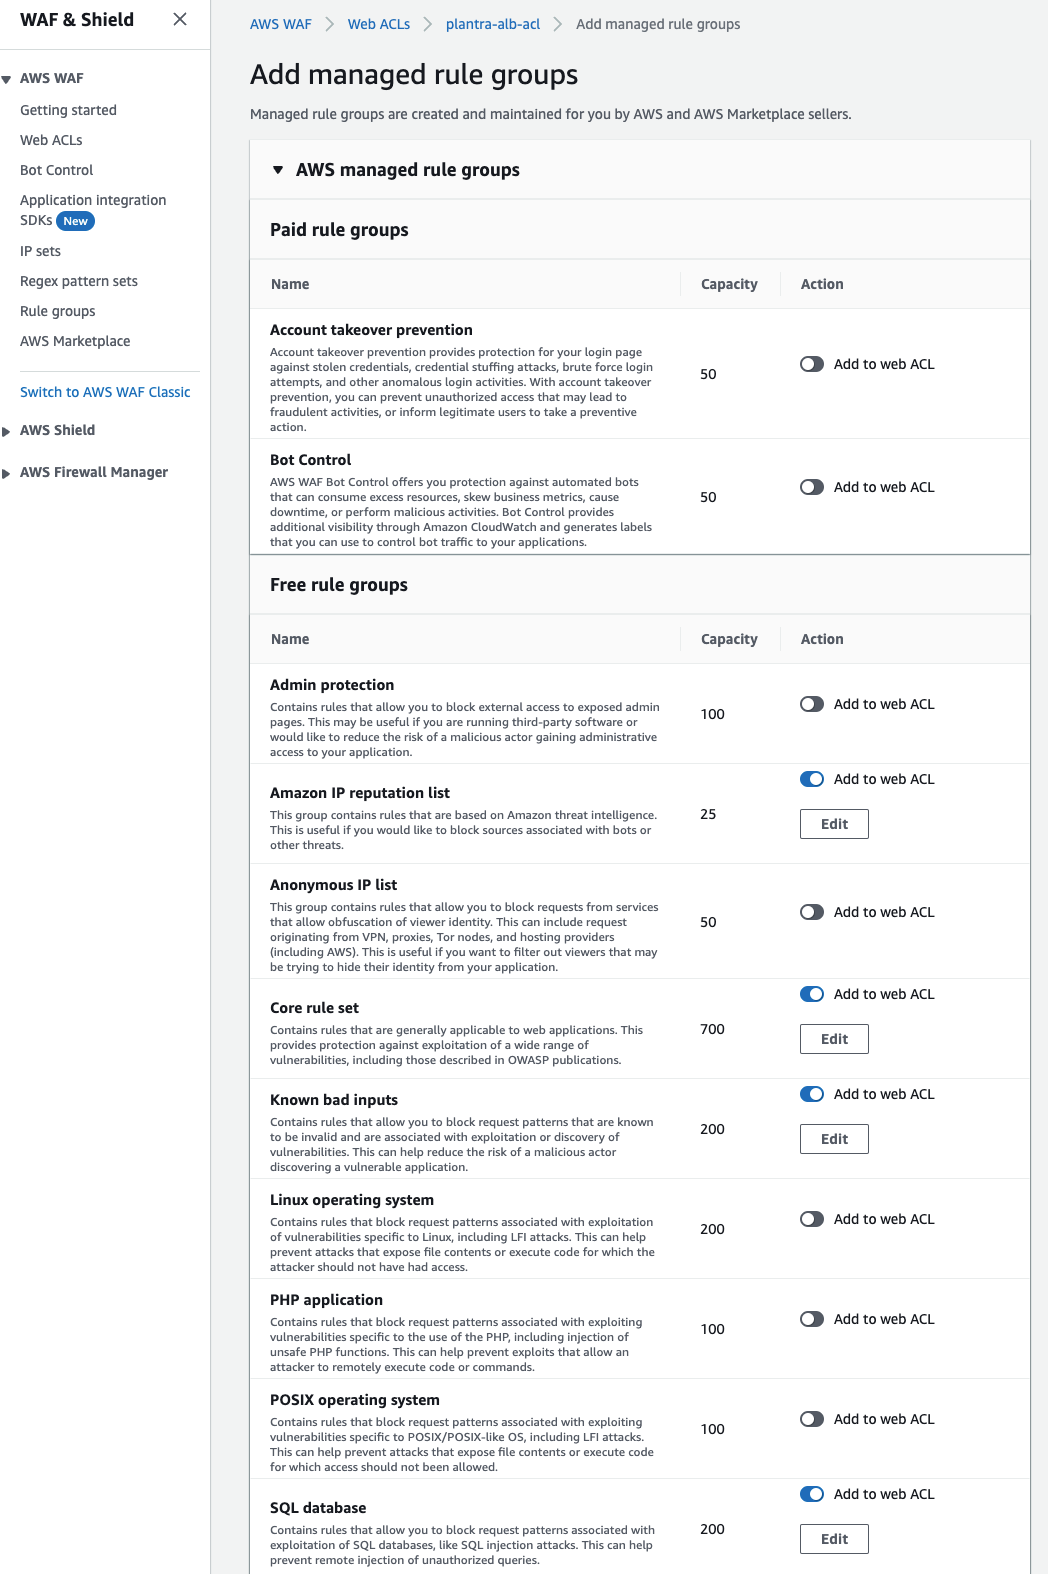 WAF & Shield
AWS WAF
Getting started
Web ACLs
Bot Control
Application integration
SDKs New
IP sets
Regex pattern sets
Rule groups
AWS Marketplace
Switch to AWS WAF Classic
AWS Shield
AWS Firewall Manager
AWS WAF > Web ACLs > plantra-alb-acl > Add managed rule groups
Add managed rule groups
Managed rule groups are created and maintained for you by AWS and AWS Marketplace sellers.
AWS managed rule groups
Paid rule groups
Name Capacity Action
Account takeover prevention
Account takeover prevention provides protection for your login page
against stolen credentials, credential stuffing attacks, brute force login
attempts, and other anomalous login activities. With account takeover
prevention, you can prevent unauthorized access that may lead to
fraudulent activities, or inform legitimate users to take a preventive
action.
50
Add to web ACL
Bot Control
AWS WAF Bot Control offers you protection against automated bots
that can consume excess resources, skew business metrics, cause
downtime, or perform malicious activities. Bot Control provides
additional visibility through Amazon CloudWatch and generates labels
that you can use to control bot traffic to your applications.
50
Add to web ACL
Free rule groups
Name Capacity Action
Admin protection
Contains rules that allow you to block external access to exposed admin
pages. This may be useful if you are running third-party software or
would like to reduce the risk of a malicious actor gaining administrative
access to your application.
100
Add to web ACL
Amazon IP reputation list
This group contains rules that are based on Amazon threat intelligence.
This is useful if you would like to block sources associated with bots or
other threats.
25
Add to web ACL
Edit
Anonymous IP list
This group contains rules that allow you to block requests from services
that allow obfuscation of viewer identity. This can include request
originating from VPN, proxies, Tor nodes, and hosting providers
(including AWS). This is useful if you want to filter out viewers that may
be trying to hide their identity from your application.
50
Add to web ACL
Core rule set
Contains rules that are generally applicable to web applications. This
provides protection against exploitation of a wide range of
vulnerabilities, including those described in OWASP publications.
700
Add to web ACL
Edit
Known bad inputs
Contains rules that allow you to block request patterns that are known
to be invalid and are associated with exploitation or discovery of
vulnerabilities. This can help reduce the risk of a malicious actor
discovering a vulnerable application.
200
Add to web ACL
Edit
Linux operating system
Contains rules that block request patterns associated with exploitation
of vulnerabilities specific to Linux, including LFI attacks. This can help
prevent attacks that expose file contents or execute code for which the
attacker should not have had access.
200
Add to web ACL
PHP application
Contains rules that block request patterns associated with exploiting
vulnerabilities specific to the use of the PHP, including injection of
unsafe PHP functions. This can help prevent exploits that allow an
attacker to remotely execute code or commands.
100
Add to web ACL
POSIX operating system
Contains rules that block request patterns associated with exploiting
vulnerabilities specific to POSIX/POSIX-like OS, including LFI attacks.
This can help prevent attacks that expose file contents or execute code
for which access should not been allowed.
100
Add to web ACL
SQL database
Contains rules that allow you to block request patterns associated with
exploitation of SQL databases, like SQL injection attacks. This can help
prevent remote injection of unauthorized queries.
200
Add to web ACL
Edit